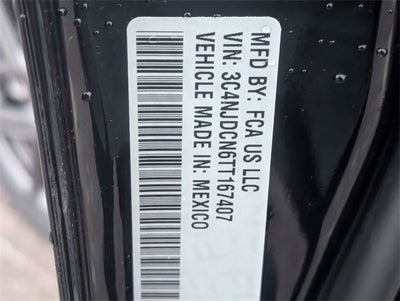 MFD BY: FCA US LLC
VIN: 3C4NJDCN6TT167407
VEHICLE MADE IN: MEXICO